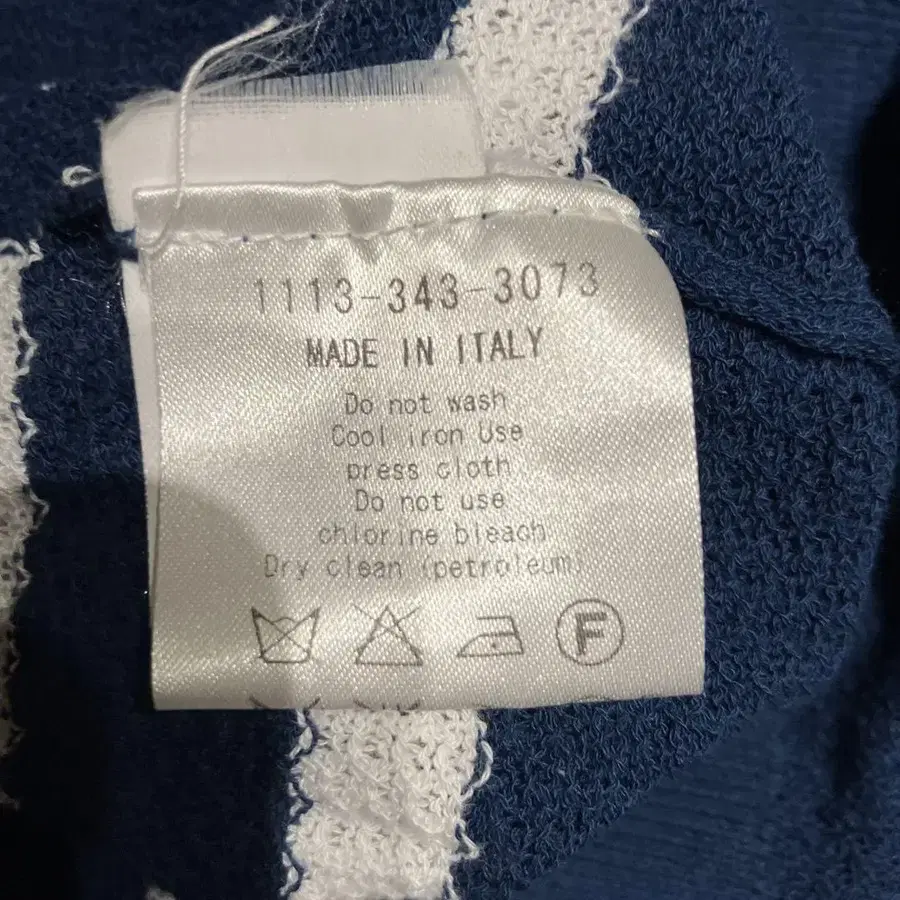 1113-343-3073
MADE IN ITALY
Do not wash
Cool iron Use
press cloth
Do not use
chlorine bleach
Dry clean (petroleum)
F